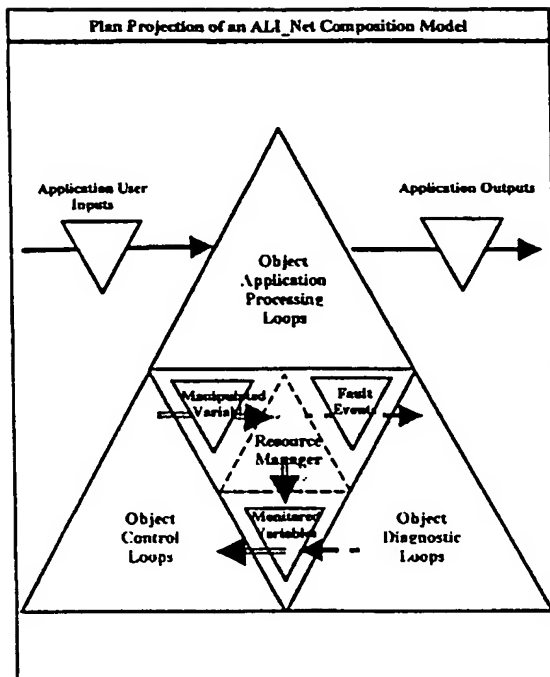 Plan Projection of an ALI_Net Composition Model
Application User
Inputs
Application Outputs
Object
Application
Processing
Loops
Manipulated
Variables
Fault
Events
Resource
Manager
Monitored
Variables
Object
Control
Loops
Object
Diagnostic
Loops